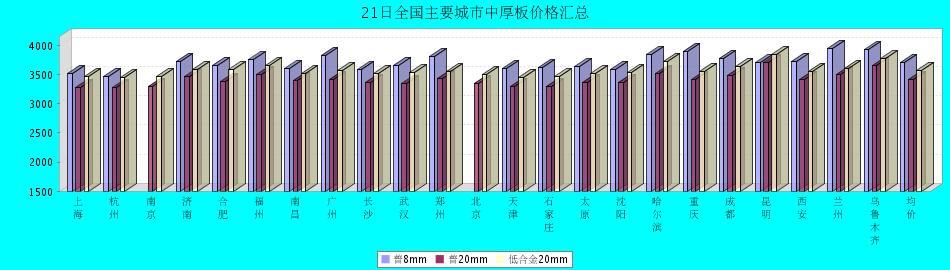 21日全国主要城市中厚板价格汇总
4000
3500
3000
2500
2000
1500
上海
杭州
南京
济南
合肥
福州
南昌
广州
长沙
武汉
郑州
北京
天津
石家庄
太原
沈阳
哈尔滨
重庆
成都
昆明
西安
兰州
乌鲁木齐
均价
普8mm
普20mm
低合金20mm